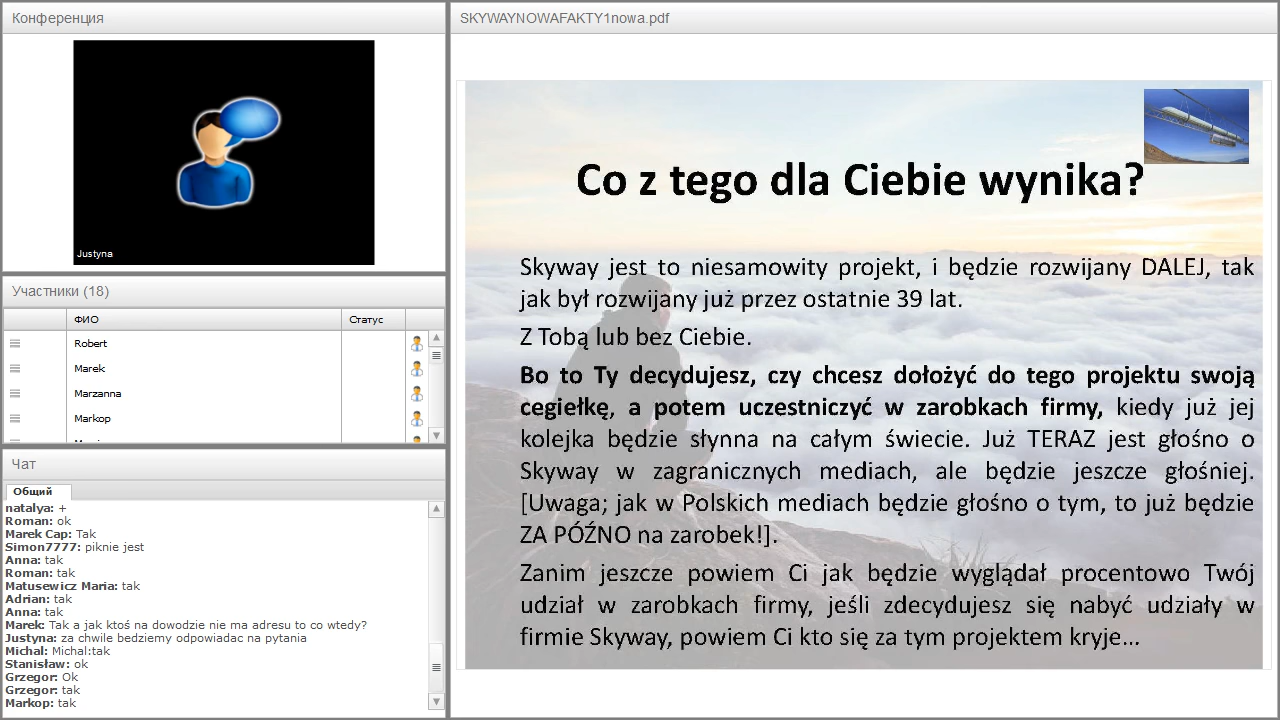 Конференция
Justyna
Участники (18)
ФИО
Статус
Robert
Marek
Marzanna
Markop
Чат
Общий
natalya: +
Roman: ok
Marek Cap: Tak
Simon7777: piknie jest
Anna: tak
Roman: tak
Matusewicz Maria: tak
Adrian: tak
Anna: tak
Marek: Tak a jak ktoś na dowodzie nie ma adresu to co wtedy?
Justyna: za chwile bedziemy odpowiadac na pytania
Michal: Michal:tak
Stanisław: ok
Grzegor: Ok
Grzegor: tak
Markop: tak
SKYWAYNOWAFAKTY1nowa.pdf
Co z tego dla Ciebie wynika?
Skyway jest to niesamowity projekt, i będzie rozwijany DALEJ, tak
jak był rozwijany już przez ostatnie 39 lat.
Z Tobą lub bez Ciebie.
Bo to Ty decydujesz, czy chcesz dołożyć do tego projektu swoją
cegiełkę, a potem uczestniczyć w zarobkach firmy, kiedy już jej
kolejka będzie słynna na całym świecie. Już TERAZ jest głośno o
Skyway w zagranicznych mediach, ale będzie jeszcze głośniej.
[Uwaga; jak w Polskich mediach będzie głośno o tym, to już będzie
ZA PÓŹNO na zarobek!].
Zanim jeszcze powiem Ci jak będzie wyglądał procentowo Twój
udział w zarobkach firmy, jeśli zdecydujesz się nabyć udziały w
firmie Skyway, powiem Ci kto się za tym projektem kryje…